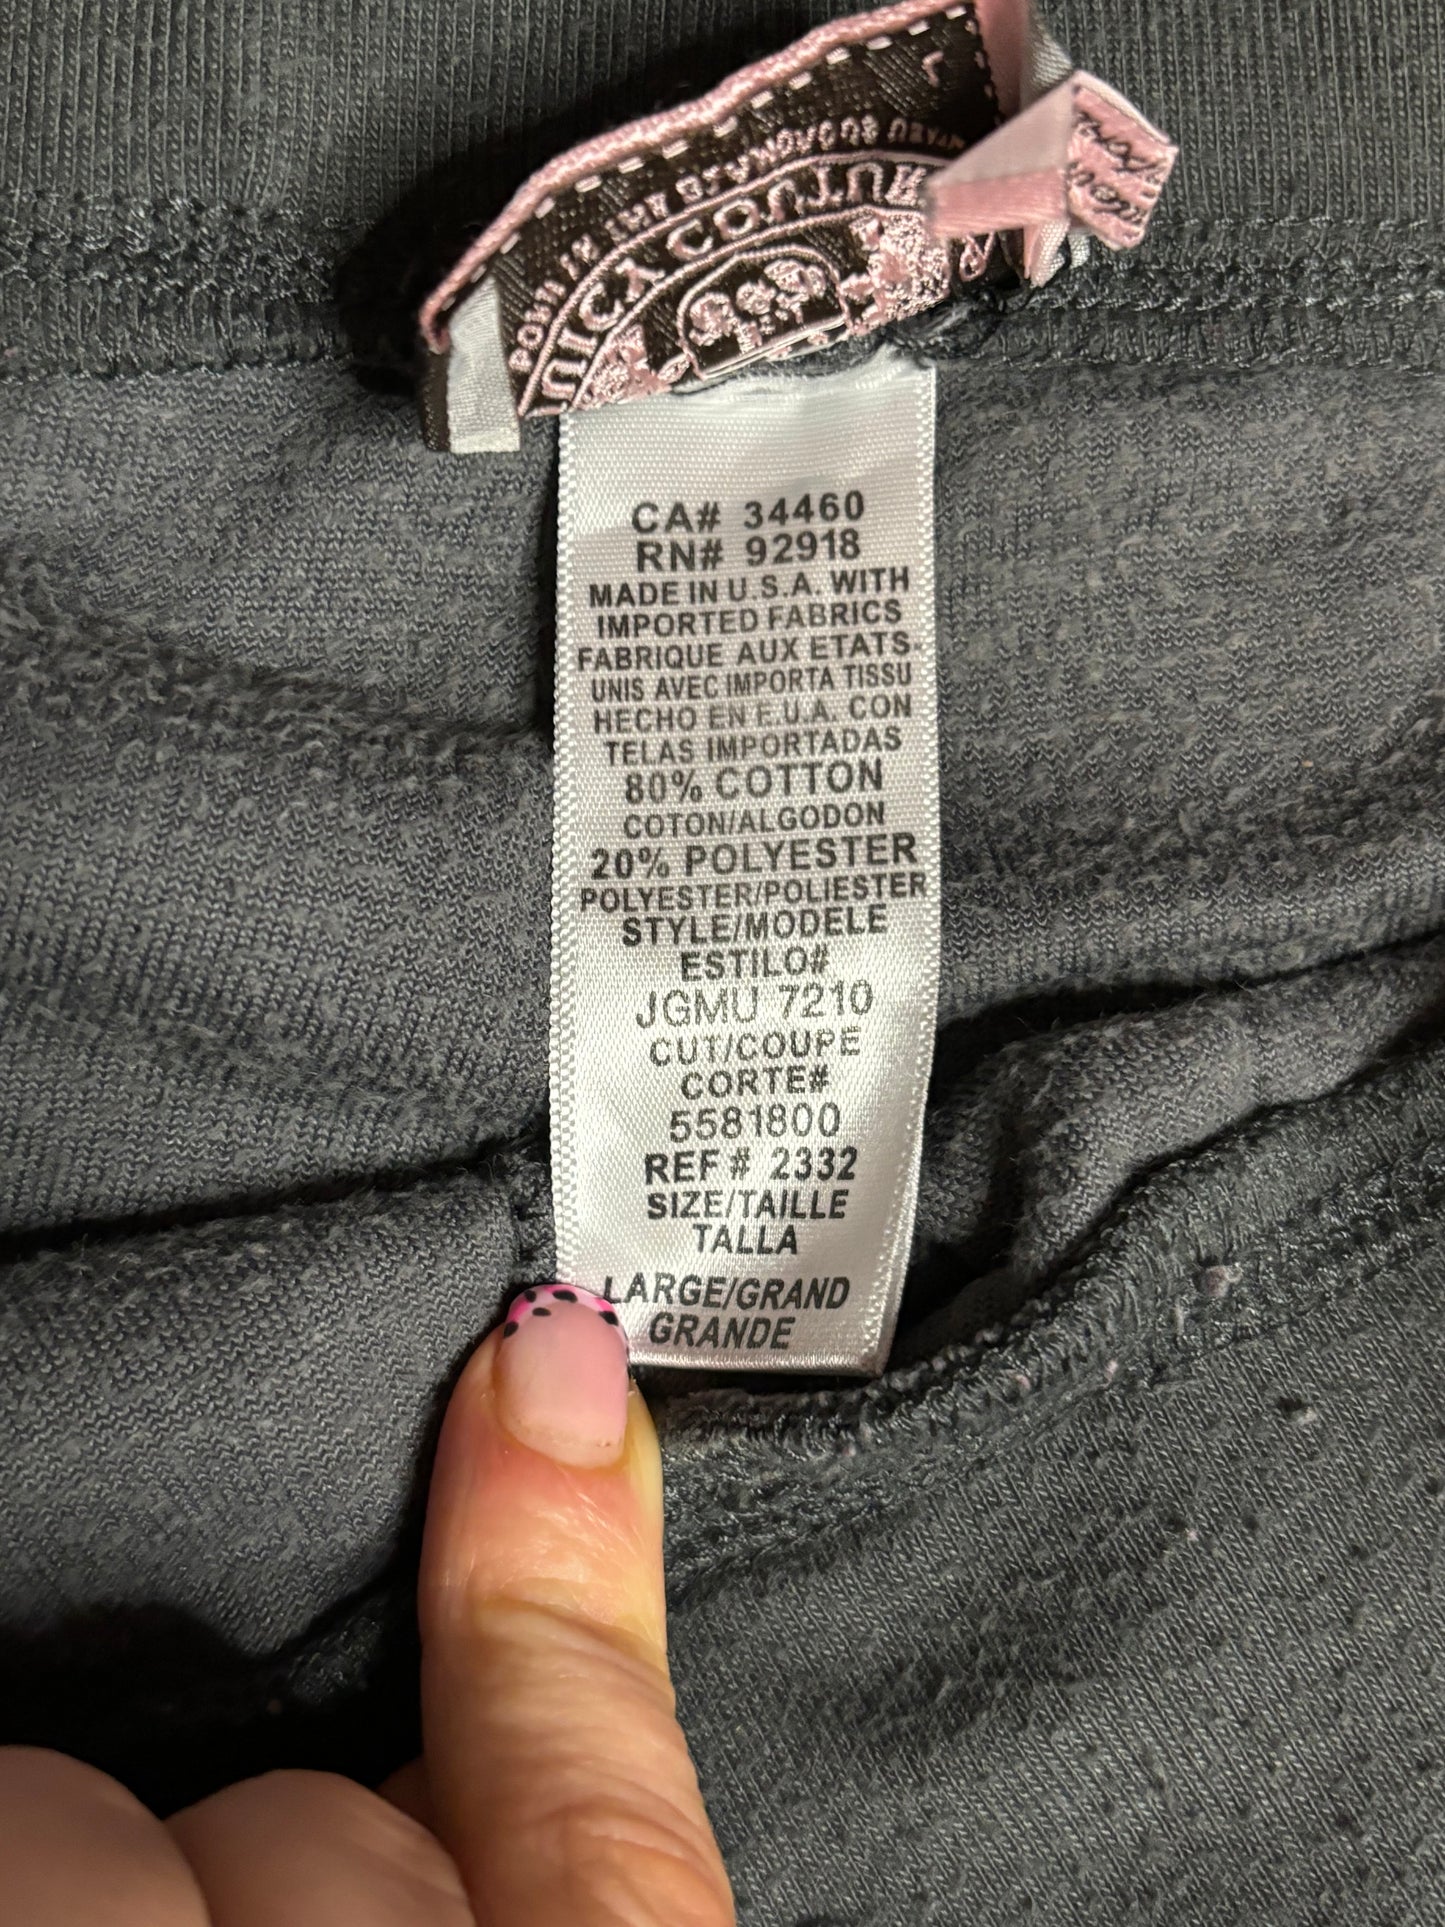 L
JUICY COUTURE
CA# 34460
RN# 92918
MADE IN U.S.A. WITH
IMPORTED FABRICS
FABRIQUE AUX ETATS-
UNIS AVEC IMPORTA TISSU
HECHO EN E.U.A. CON
TELAS IMPORTADAS
80% COTTON
COTON/ALGODON
20% POLYESTER
POLYESTER/POLIESTER
STYLE/MODELE
ESTILO#
JGMU 7210
CUT/COUPE
CORTE#
5581800
REF# 2332
SIZE/TAILLE
TALLA
LARGE/GRAND
GRANDE